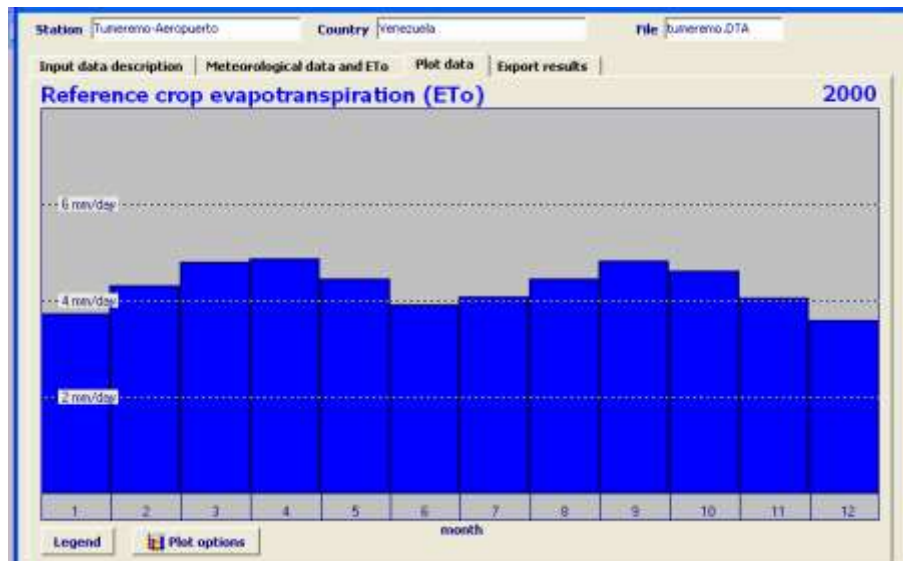 Station Tumeremo-Aeropuerto Country Venezuela File tumeremo.DTA
Input data description Meteorological data and ETo Plot data Export results
Reference crop evapotranspiration (ETo) 2000
6 mm/day
4 mm/day
2 mm/day
1 2 3 4 5 6 7 8 9 10 11 12
month
Legend Plot options